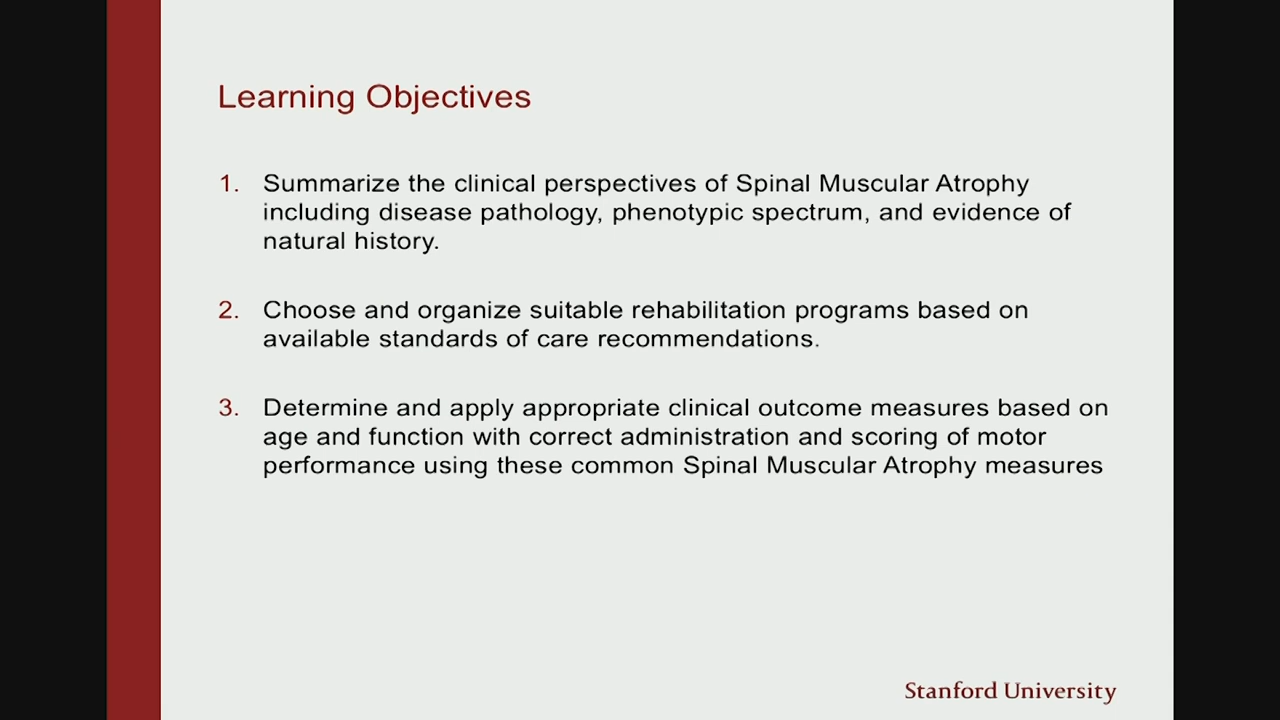 Learning Objectives
1. Summarize the clinical perspectives of Spinal Muscular Atrophy
including disease pathology, phenotypic spectrum, and evidence of
natural history.
2. Choose and organize suitable rehabilitation programs based on
available standards of care recommendations.
3. Determine and apply appropriate clinical outcome measures based on
age and function with correct administration and scoring of motor
performance using these common Spinal Muscular Atrophy measures
Stanford University